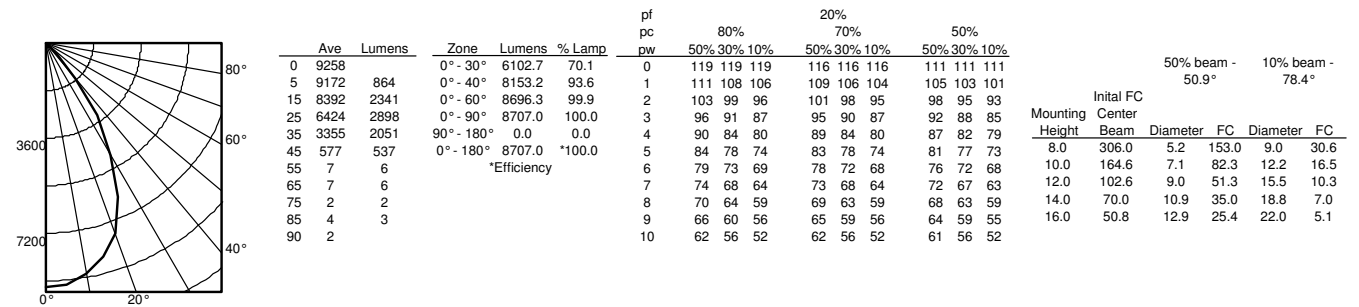 3600
7200
0°
20°
40°
60°
80°
Ave Lumens
0 9258
5 9172 864
15 8392 2341
25 6424 2898
35 3355 2051
45 577 537
55 7 6
65 7 6
75 2 2
85 4 3
90 2
Zone Lumens % Lamp
0° - 30° 6102.7 70.1
0° - 40° 8153.2 93.6
0° - 60° 8696.3 99.9
0° - 90° 8707.0 100.0
90° - 180° 0.0 0.0
0° - 180° 8707.0 *100.0
*Efficiency
pf 20%
pc 80% 70% 50%
pw 50% 30% 10% 50% 30% 10% 50% 30% 10%
0 119 119 119 116 116 116 111 111 111
1 111 108 106 109 106 104 105 103 101
2 103 99 96 101 98 95 98 95 93
3 96 91 87 95 90 87 92 88 85
4 90 84 80 89 84 80 87 82 79
5 84 78 74 83 78 74 81 77 73
6 79 73 69 78 72 68 76 72 68
7 74 68 64 73 68 64 72 67 63
8 70 64 59 69 63 59 68 63 59
9 66 60 56 65 59 56 64 59 55
10 62 56 52 62 56 52 61 56 52
50% beam - 10% beam -
50.9° 78.4°
Inital FC
Mounting Center
Height Beam Diameter FC Diameter FC
8.0 306.0 5.2 153.0 9.0 30.6
10.0 164.6 7.1 82.3 12.2 16.5
12.0 102.6 9.0 51.3 15.5 10.3
14.0 70.0 10.9 35.0 18.8 7.0
16.0 50.8 12.9 25.4 22.0 5.1